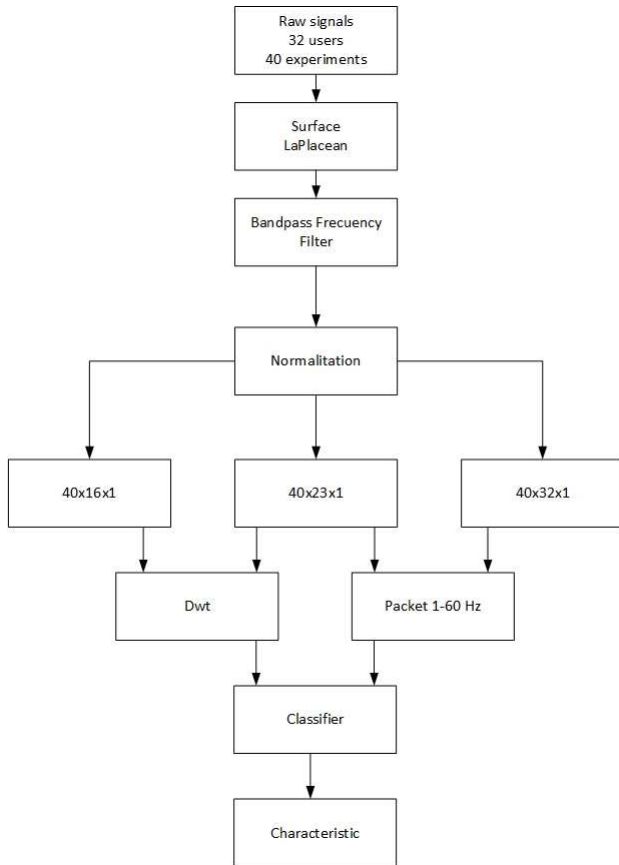 Raw signals
32 users
40 experiments
Surface
LaPlacean
Bandpass Frecuency
Filter
Normalitation
40x16x1
40x23x1
40x32x1
Dwt
Packet 1-60 Hz
Classifier
Characteristic